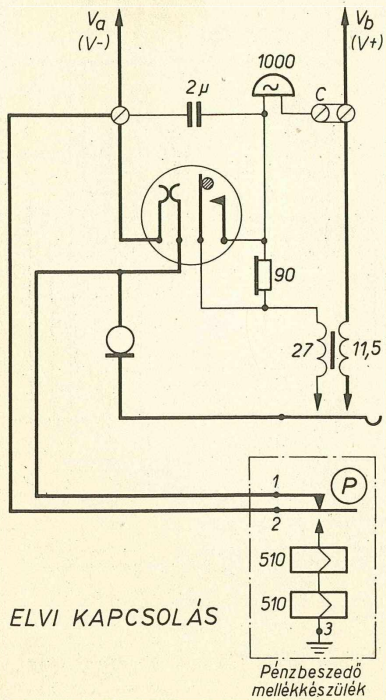 Va
(V-)
Vb
(V+)
1000
~
2µ
C
90
27
11,5
1
P
2
510
510
3
ELVI KAPCSOLÁS
Pénzbeszedő
mellékkészülék